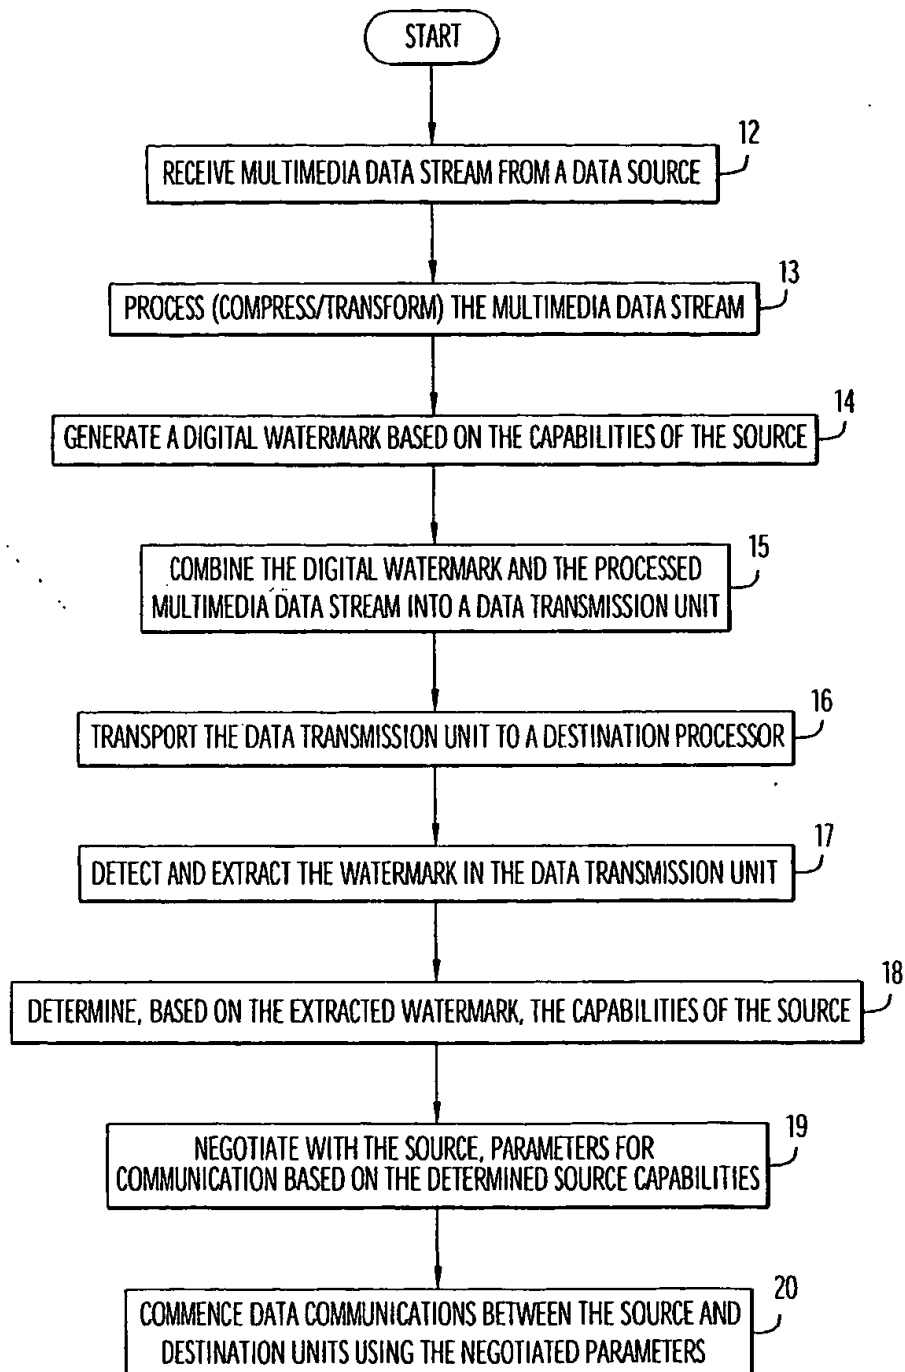 START
12
RECEIVE MULTIMEDIA DATA STREAM FROM A DATA SOURCE
13
PROCESS (COMPRESS/TRANSFORM) THE MULTIMEDIA DATA STREAM
14
GENERATE A DIGITAL WATERMARK BASED ON THE CAPABILITIES OF THE SOURCE
15
COMBINE THE DIGITAL WATERMARK AND THE PROCESSED
MULTIMEDIA DATA STREAM INTO A DATA TRANSMISSION UNIT
16
TRANSPORT THE DATA TRANSMISSION UNIT TO A DESTINATION PROCESSOR
17
DETECT AND EXTRACT THE WATERMARK IN THE DATA TRANSMISSION UNIT
18
DETERMINE, BASED ON THE EXTRACTED WATERMARK, THE CAPABILITIES OF THE SOURCE
19
NEGOTIATE WITH THE SOURCE, PARAMETERS FOR
COMMUNICATION BASED ON THE DETERMINED SOURCE CAPABILITIES
20
COMMENCE DATA COMMUNICATIONS BETWEEN THE SOURCE AND
DESTINATION UNITS USING THE NEGOTIATED PARAMETERS